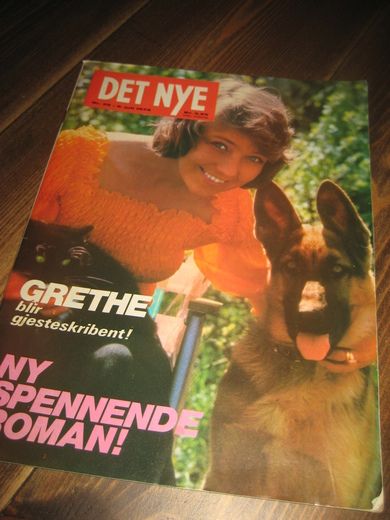 DET NYE
GRETHE
blir
gjesteskribent!
NY
SPENNENDE
ROMAN!